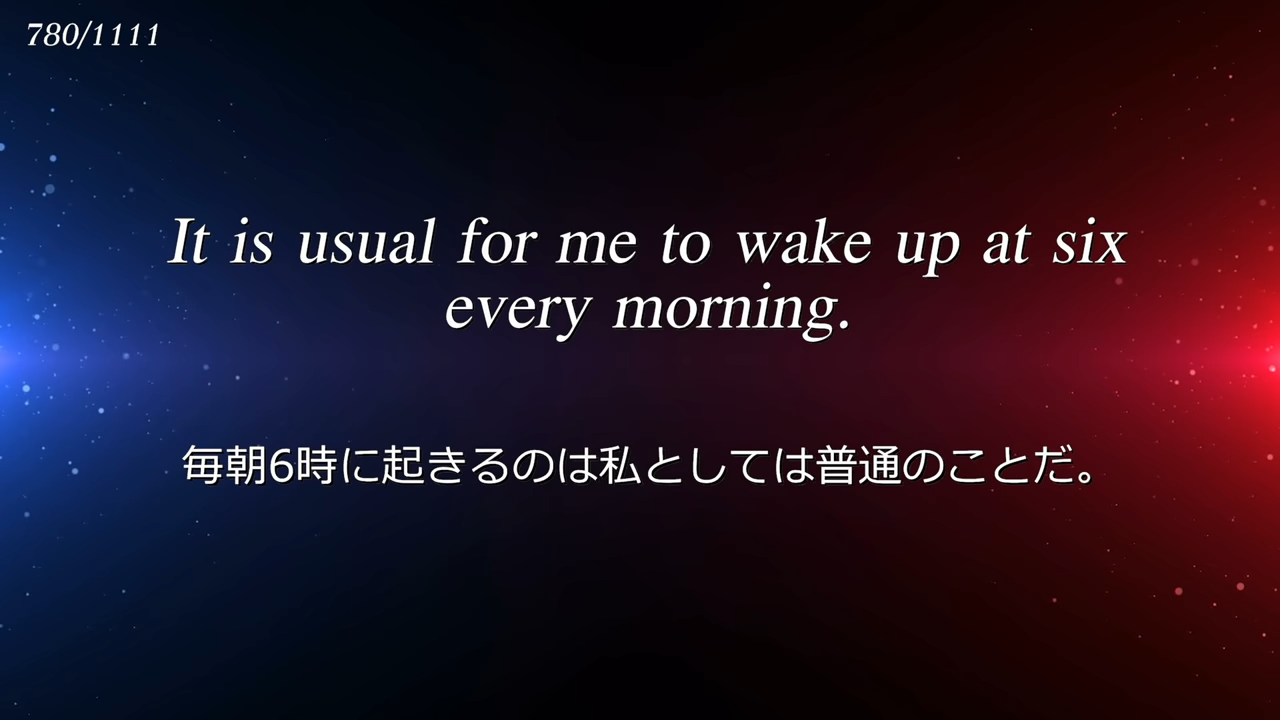 780/1111
It is usual for me to wake up at six
every morning.
毎朝6時に起きるのは私としては普通のことだ。